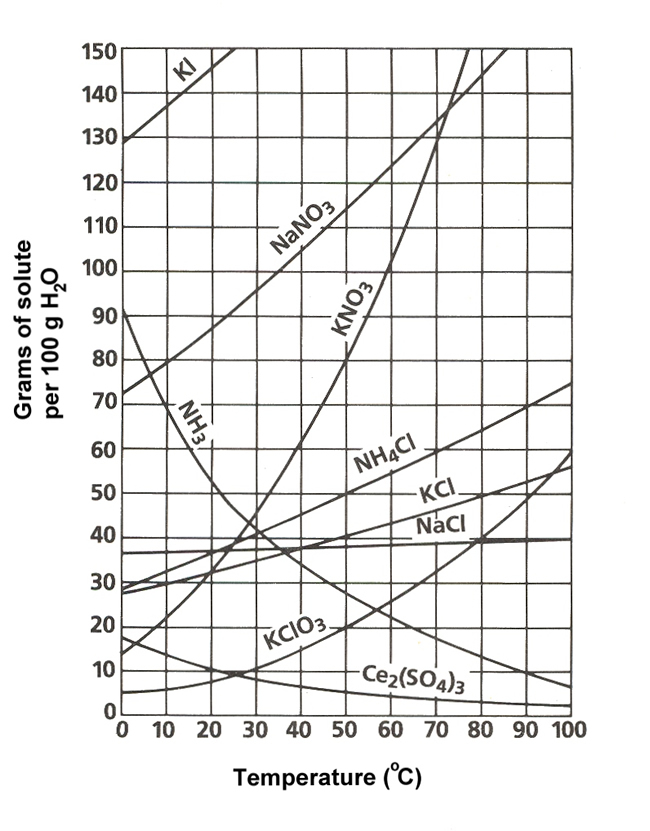 150
KI
140
130
120
NaNO₃
110
100
90
KNO₃
80
70
NH₃
60
NH₄Cl
50
KCl
NaCl
40
30
20
KClO₃
10
Ce₂(SO₄)₃
0
0 10 20 30 40 50 60 70 80 90 100
Grams of solute
per 100 g H₂O
Temperature (°C)